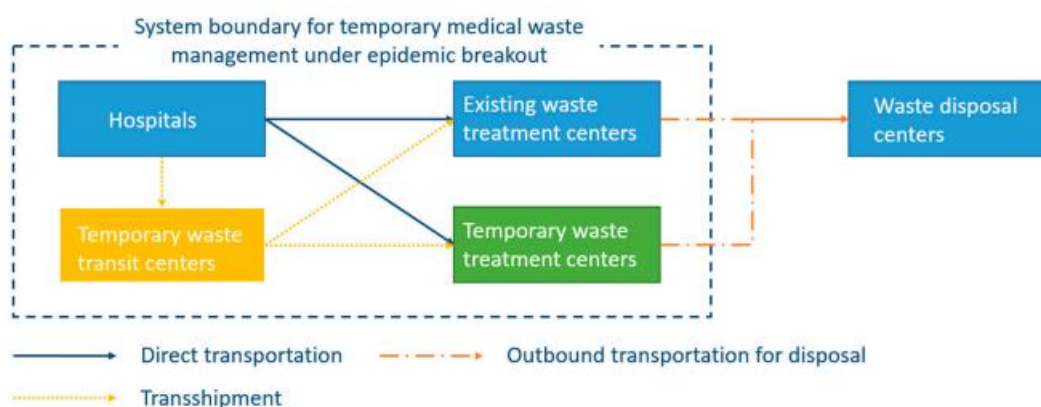 System boundary for temporary medical waste
management under epidemic breakout
Hospitals
Existing waste
treatment centers
Waste disposal
centers
Temporary waste
transit centers
Temporary waste
treatment centers
Direct transportation
Outbound transportation for disposal
Transshipment